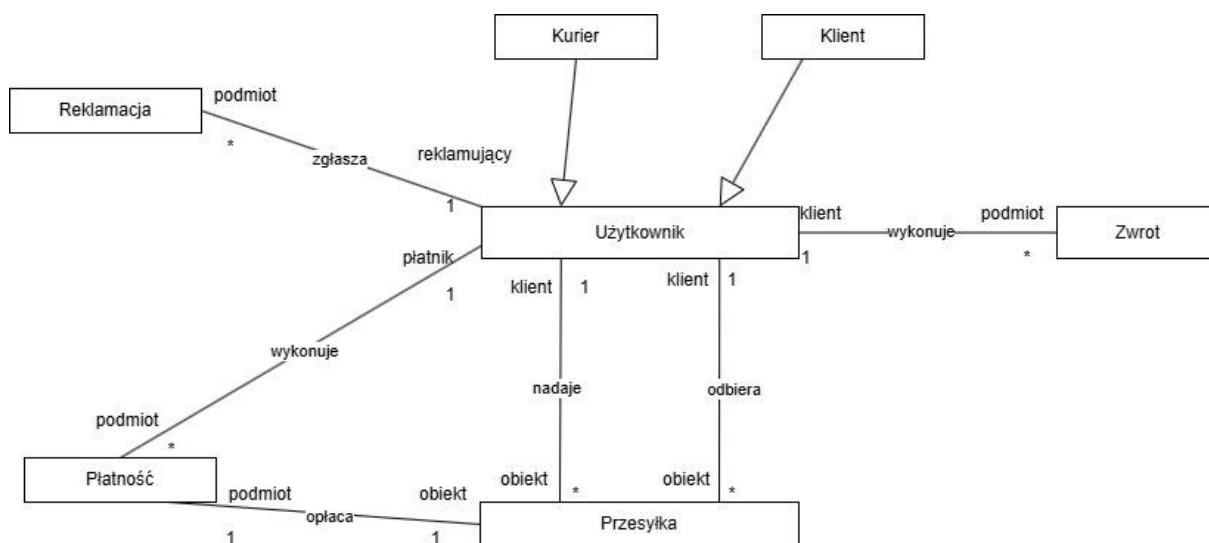 Kurier
Klient
Reklamacja
podmiot
*
zgłasza
reklamujący
1
Użytkownik
klient
1
wykonuje
podmiot
*
Zwrot
płatnik
1
klient
1
klient
1
wykonuje
nadaje
odbiera
podmiot
*
Płatność
podmiot
1
opłaca
obiekt
1
obiekt
*
obiekt
*
Przesyłka